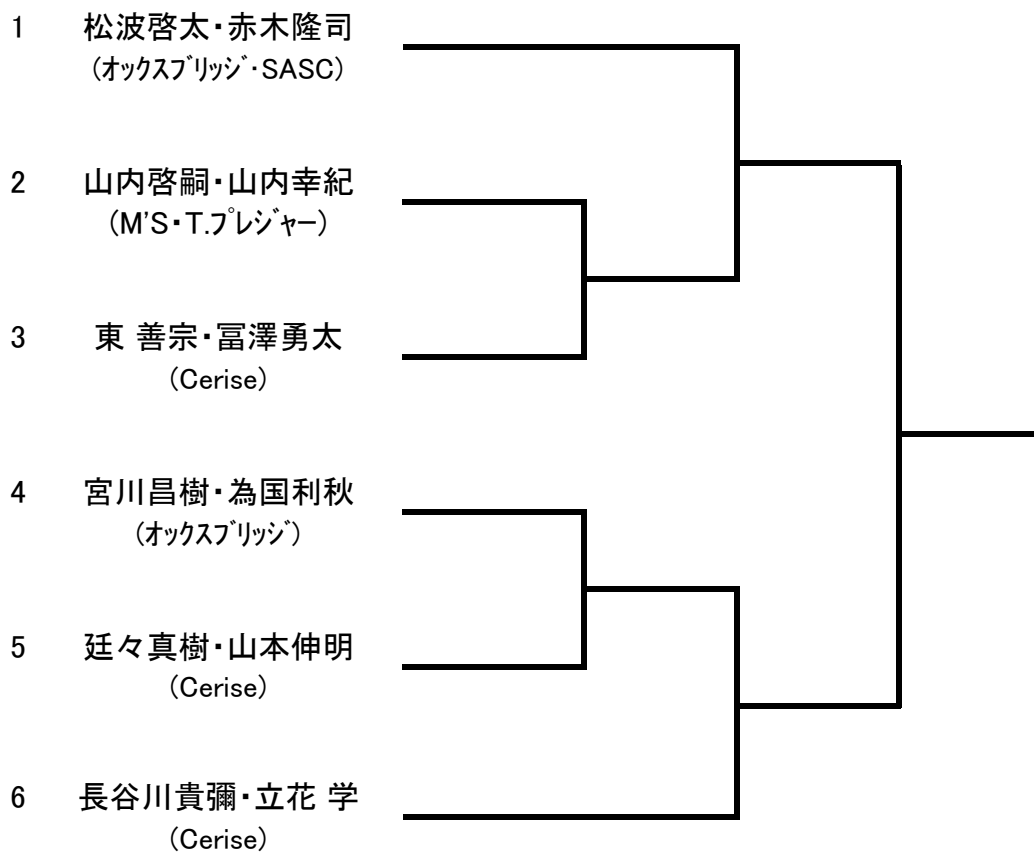 1 松波啓太・赤木隆司
(ｵｯｸｽﾌﾞﾘｯｼﾞ・SASC)
2 山内啓嗣・山内幸紀
(M'S・T.ﾌﾟﾚｼﾞｬー)
3 東 善宗・冨澤勇太
(Cerise)
4 宮川昌樹・為国利秋
(ｵｯｸｽﾌﾞﾘｯｼﾞ)
5 廷々真樹・山本伸明
(Cerise)
6 長谷川貴彌・立花 学
(Cerise)